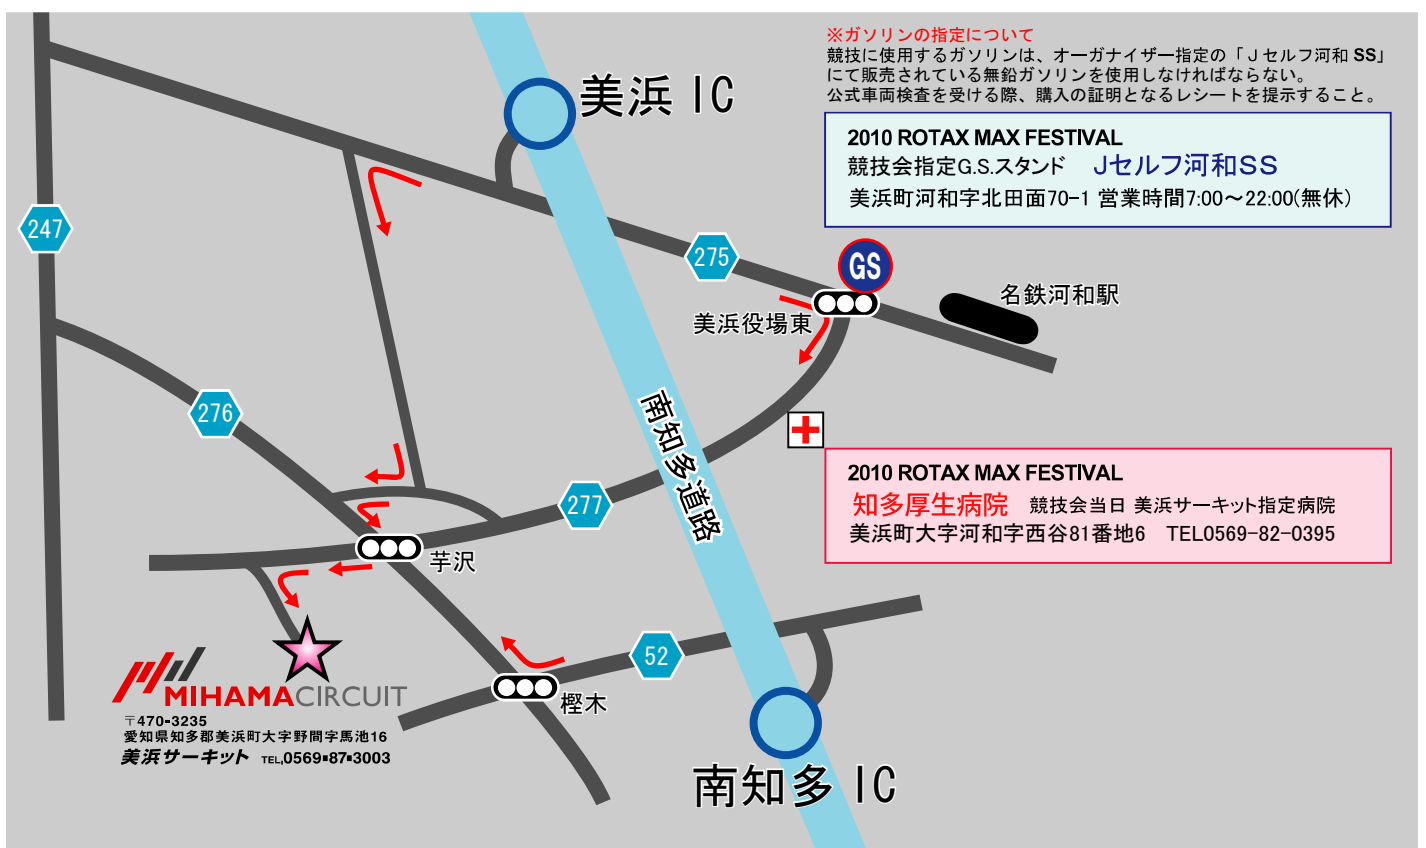 ※ガソリンの指定について
競技に使用するガソリンは、オーガナイザー指定の「Ｊセルフ河和 SS」
にて販売されている無鉛ガソリンを使用しなければならない。
公式車両検査を受ける際、購入の証明となるレシートを提示すること。
美浜 IC
2010 ROTAX MAX FESTIVAL
競技会指定G.S.スタンド　Jセルフ河和SS
美浜町河和字北田面70-1 営業時間7:00～22:00(無休)
247
275
GS
名鉄河和駅
美浜役場東
276
南知多道路
2010 ROTAX MAX FESTIVAL
知多厚生病院　競技会当日 美浜サーキット指定病院
美浜町大字河和字西谷81番地6　TEL0569-82-0395
277
芋沢
52
樫木
MIHAMACIRCUIT
〒470-3235
愛知県知多郡美浜町大字野間字馬池16
美浜サーキット TEL,0569-87-3003
南知多 IC